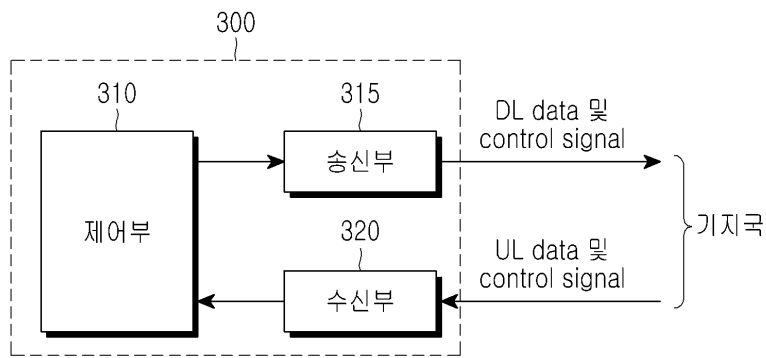 300
310
315
DL data 및
control signal
송신부
제어부
기지국
320
UL data 및
control signal
수신부